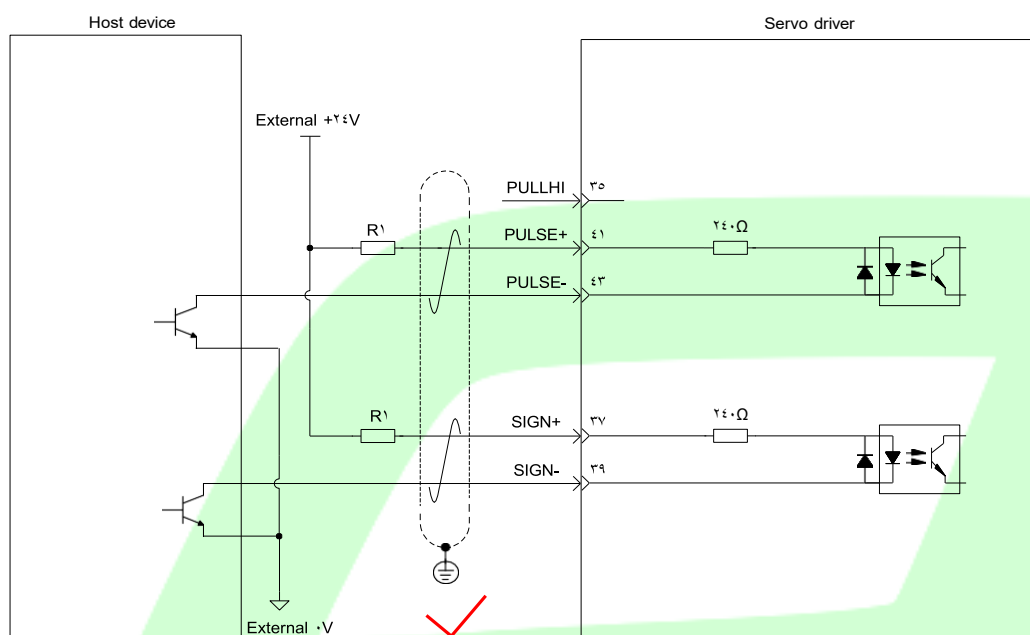 Host device
Servo driver
External +٢٤V
PULLHI
٣٥
R١
PULSE+
٤١
٢٤٠Ω
PULSE-
٤٣
R١
SIGN+
٣٧
٢٤٠Ω
SIGN-
٣٩
External ٠V